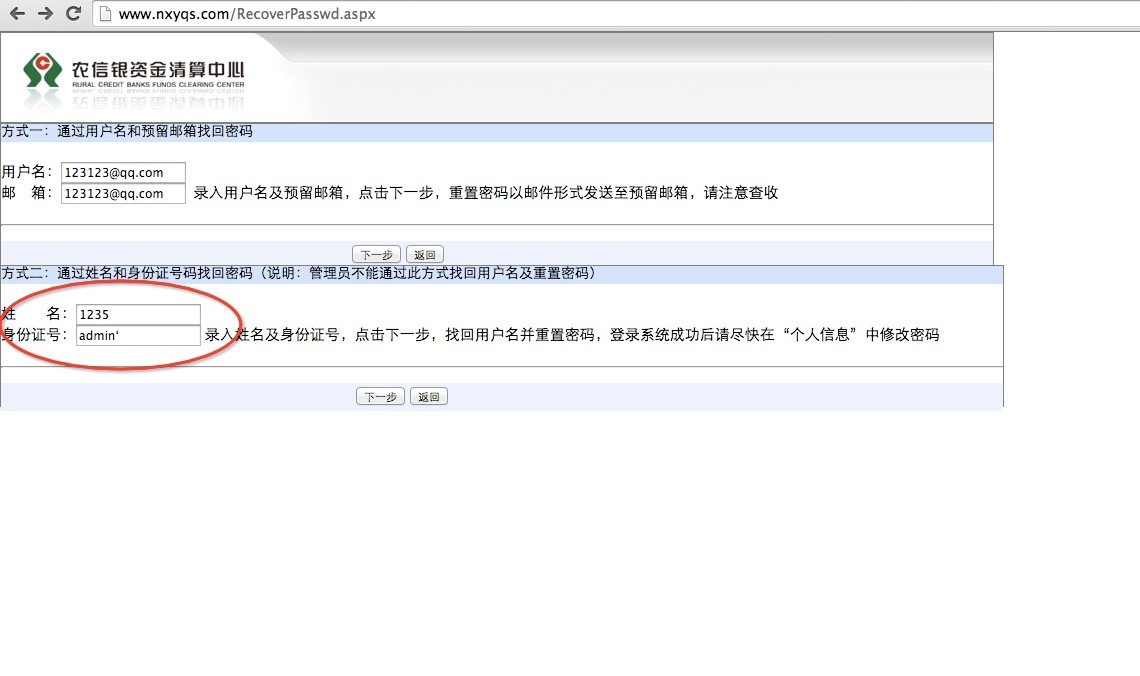 www.nxyqs.com/RecoverPasswd.aspx
农信银资金清算中心
RURAL CREDIT BANKS FUNDS CLEARING CENTER
方式一：通过用户名和预留邮箱找回密码
用户名： 123123@qq.com
邮 箱： 123123@qq.com 录入用户名及预留邮箱，点击下一步，重置密码以邮件形式发送至预留邮箱，请注意查收
下一步 返回
方式二：通过姓名和身份证号码找回密码（说明：管理员不能通过此方式找回用户名及重置密码）
姓 名： 1235
身份证号： admin‘ 录入姓名及身份证号，点击下一步，找回用户名并重置密码，登录系统成功后请尽快在“个人信息”中修改密码
下一步 返回